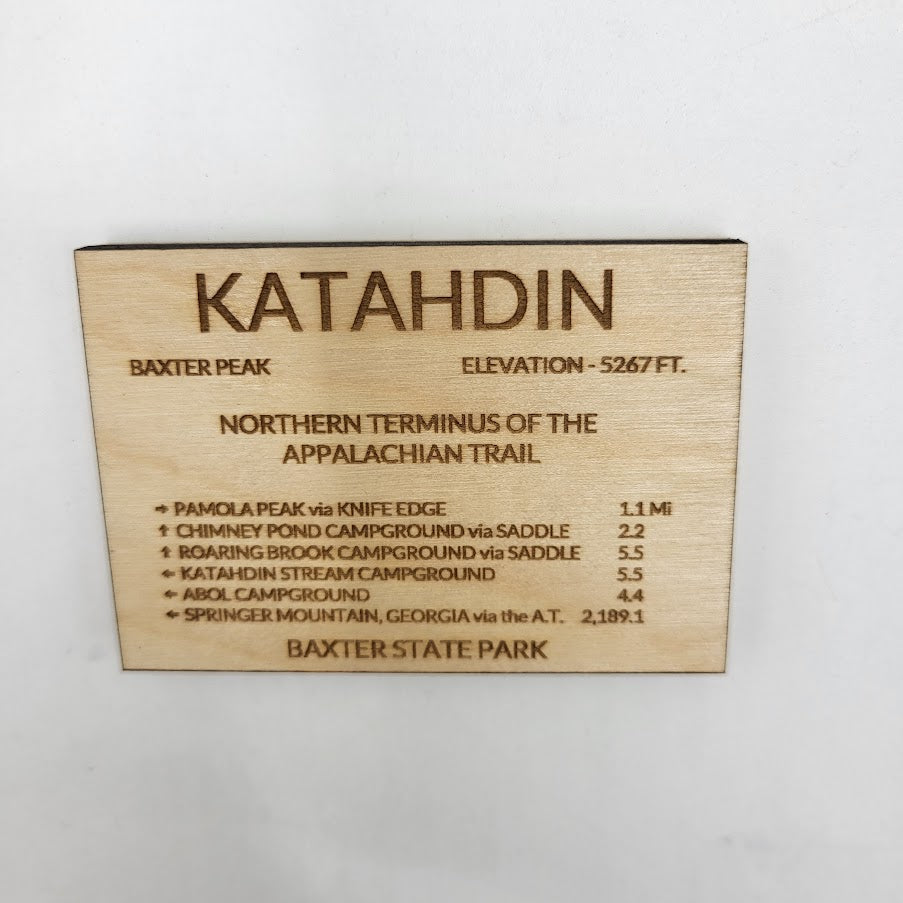 KATAHDIN
BAXTER PEAK ELEVATION - 5267 FT.
NORTHERN TERMINUS OF THE
APPALACHIAN TRAIL
→ PAMOLA PEAK via KNIFE EDGE 1.1 Mi
↑ CHIMNEY POND CAMPGROUND via SADDLE 2.2
↑ ROARING BROOK CAMPGROUND via SADDLE 5.5
← KATAHDIN STREAM CAMPGROUND 5.5
← ABOL CAMPGROUND 4.4
← SPRINGER MOUNTAIN, GEORGIA via the A.T. 2,189.1
BAXTER STATE PARK